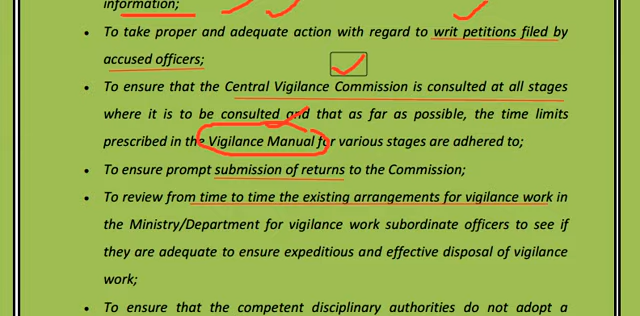 information;
• To take proper and adequate action with regard to writ petitions filed by
accused officers;
• To ensure that the Central Vigilance Commission is consulted at all stages
where it is to be consulted and that as far as possible, the time limits
prescribed in the Vigilance Manual for various stages are adhered to;
• To ensure prompt submission of returns to the Commission;
• To review from time to time the existing arrangements for vigilance work in
the Ministry/Department for vigilance work subordinate officers to see if
they are adequate to ensure expeditious and effective disposal of vigilance
work;
• To ensure that the competent disciplinary authorities do not adopt a